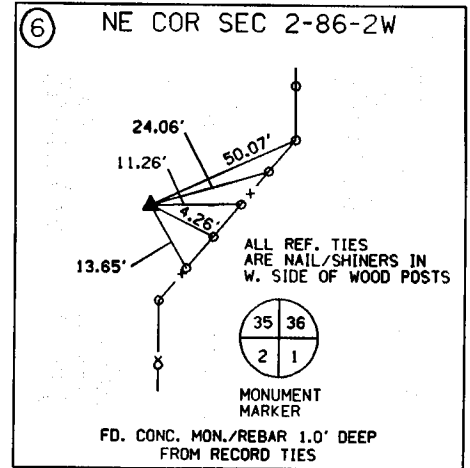 6 NE COR SEC 2-86-2W
24.06'
50.07'
11.26'
4.26'
13.65'
ALL REF. TIES
ARE NAIL/SHINERS IN
W. SIDE OF WOOD POSTS
35 36
2 1
MONUMENT
MARKER
FD. CONC. MON./REBAR 1.0' DEEP
FROM RECORD TIES